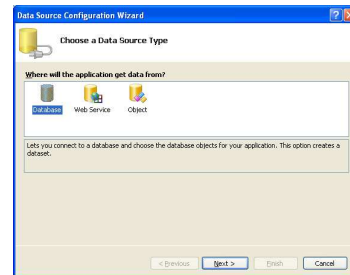 Data Source Configuration Wizard
Choose a Data Source Type
Where will the application get data from?
Database Web Service Object
Lets you connect to a database and choose the database objects for your application. This option creates a
dataset.
< Previous Next > Finish Cancel